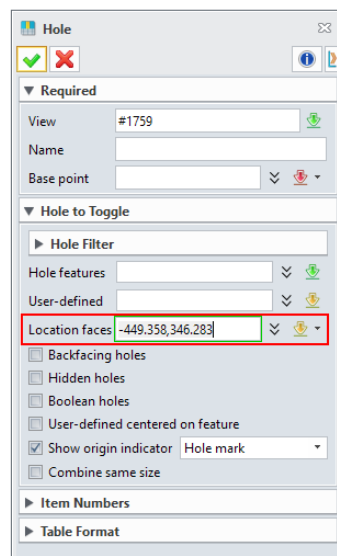 Hole
Required
View #1759
Name
Base point
Hole to Toggle
Hole Filter
Hole features
User-defined
Location faces -449.358,346.283
Backfacing holes
Hidden holes
Boolean holes
User-defined centered on feature
Show origin indicator Hole mark
Combine same size
Item Numbers
Table Format